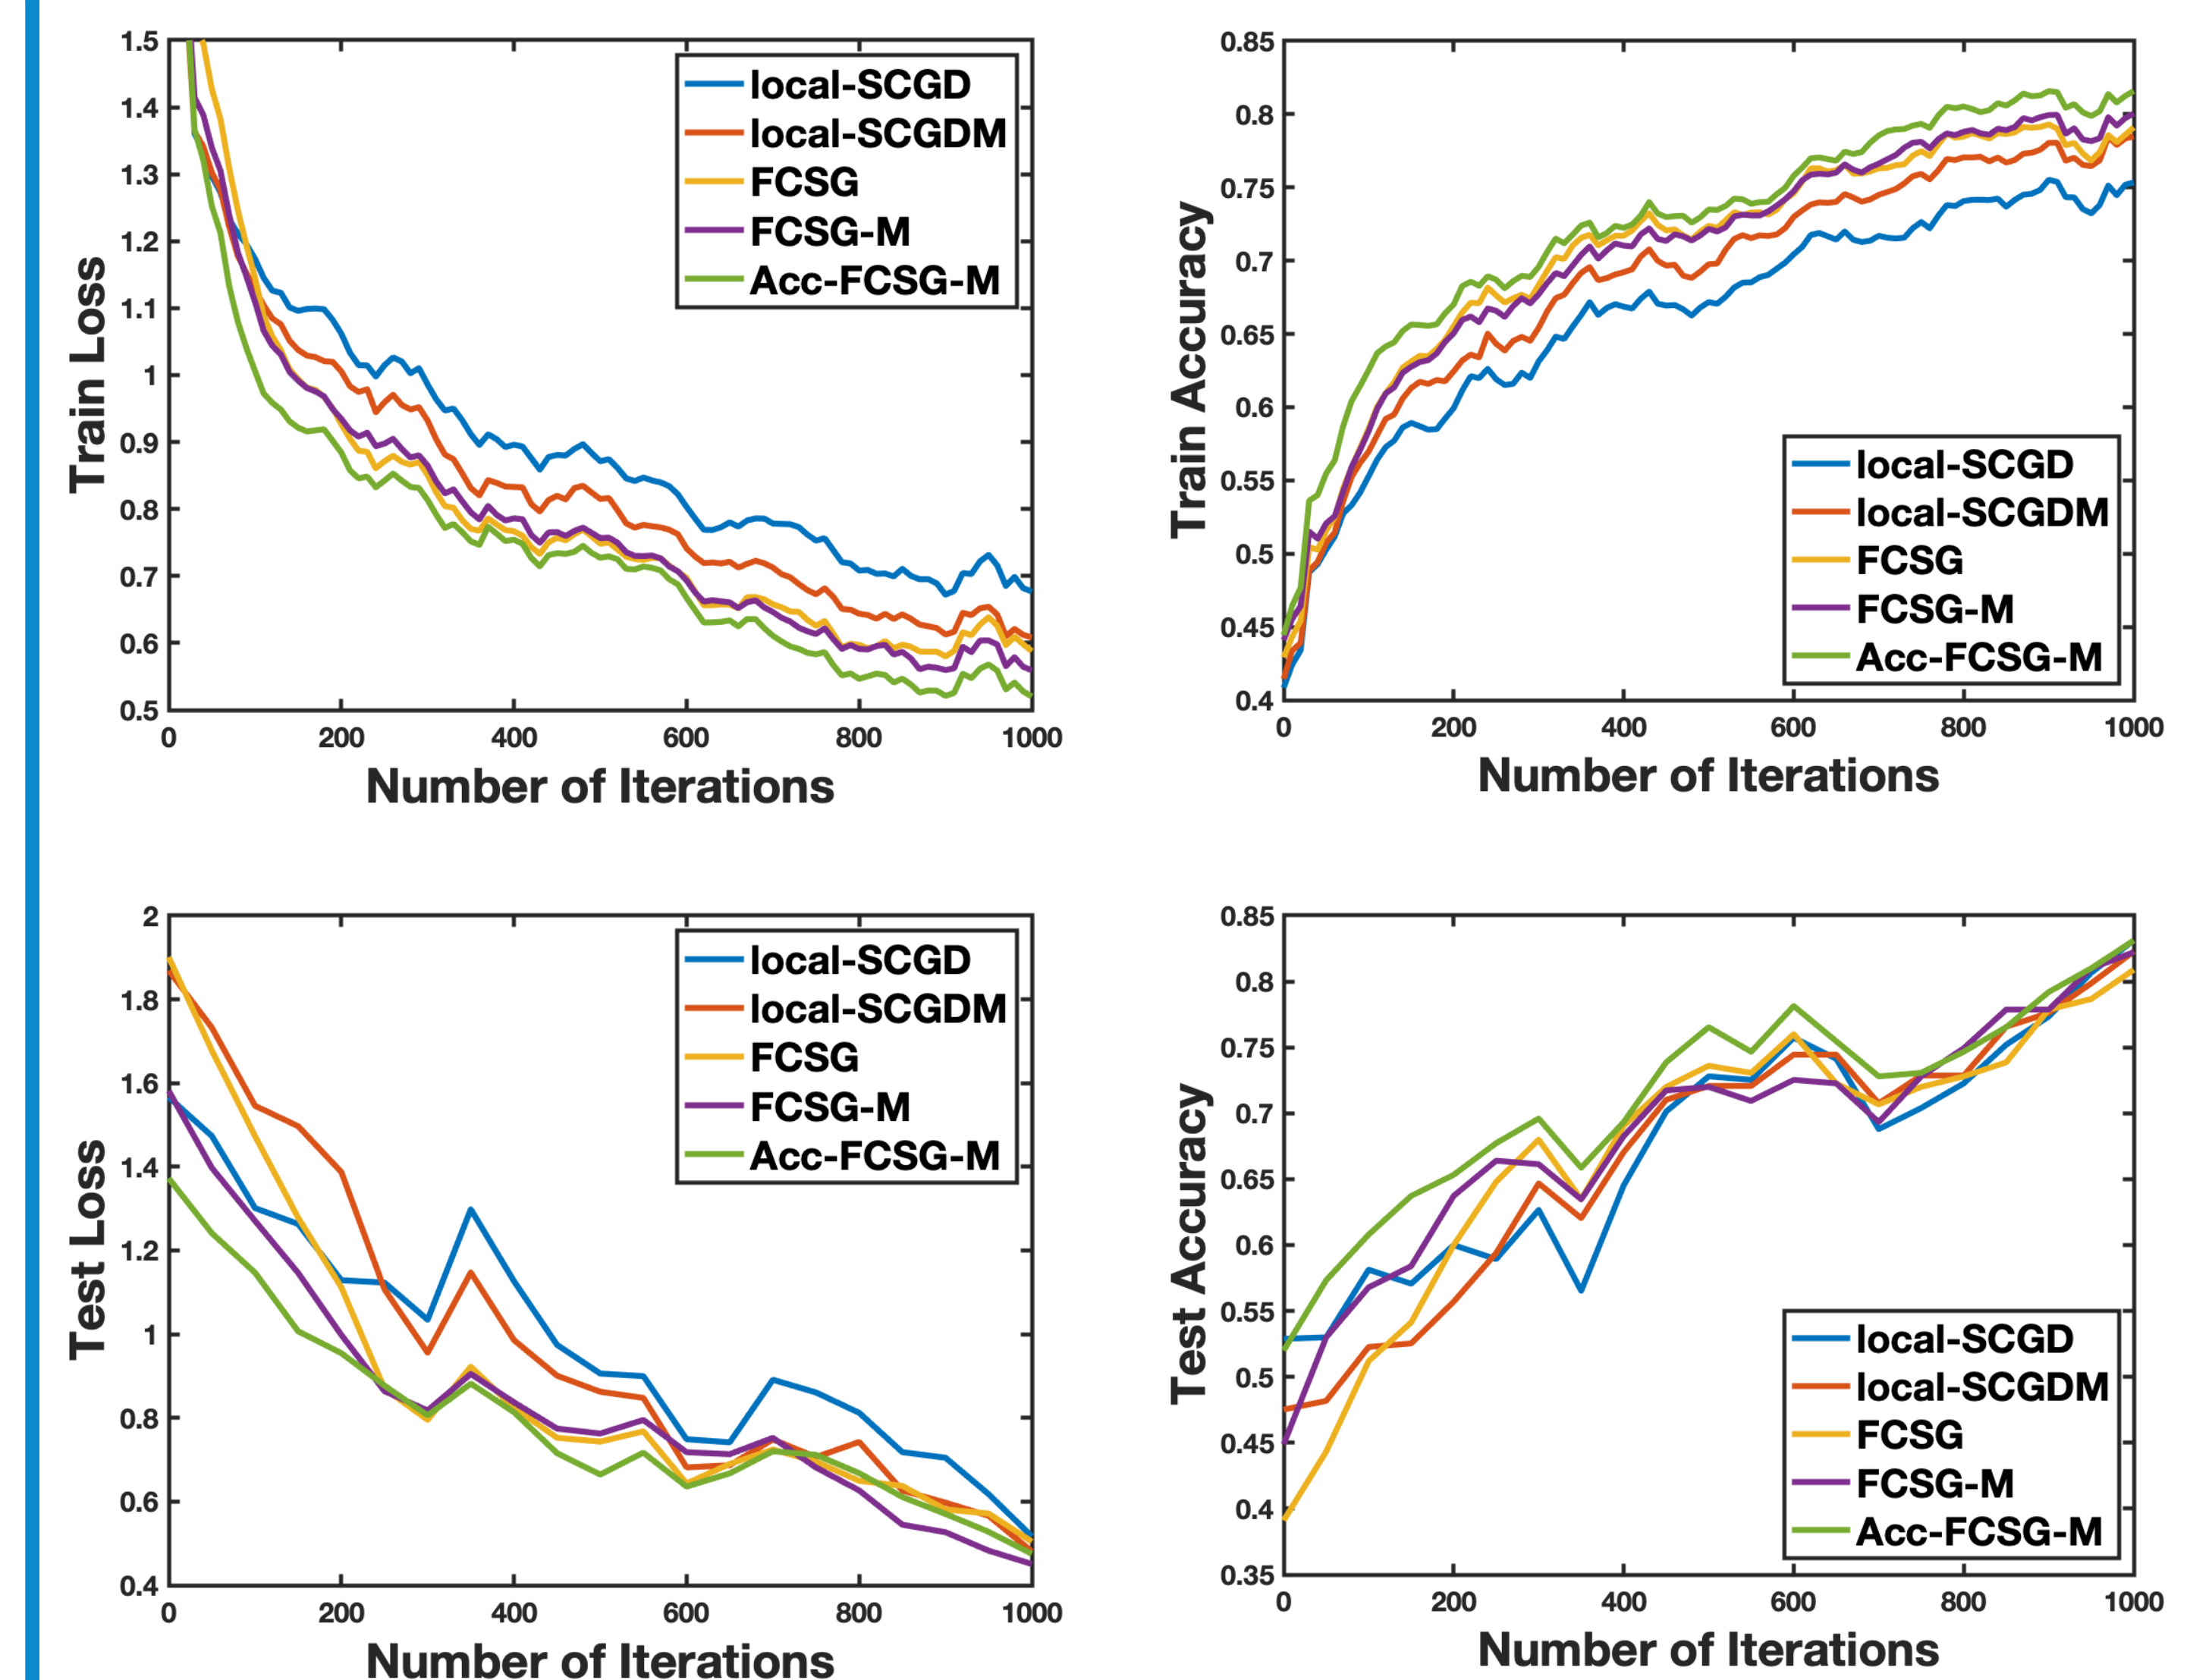 1.5
1.4
1.3
1.2
1.1
1
0.9
0.8
0.7
0.6
0.5
Train Loss
local-SCGD
local-SCGDM
FCSG
FCSG-M
Acc-FCSG-M
0 200 400 600 800 1000
Number of Iterations
0.85
0.8
0.75
0.7
0.65
0.6
0.55
0.5
0.45
0.4
Train Accuracy
local-SCGD
local-SCGDM
FCSG
FCSG-M
Acc-FCSG-M
0 200 400 600 800 1000
Number of Iterations
2
1.8
1.6
1.4
1.2
1
0.8
0.6
0.4
Test Loss
local-SCGD
local-SCGDM
FCSG
FCSG-M
Acc-FCSG-M
0 200 400 600 800 1000
Number of Iterations
0.85
0.8
0.75
0.7
0.65
0.6
0.55
0.5
0.45
0.4
0.35
Test Accuracy
local-SCGD
local-SCGDM
FCSG
FCSG-M
Acc-FCSG-M
0 200 400 600 800 1000
Number of Iterations